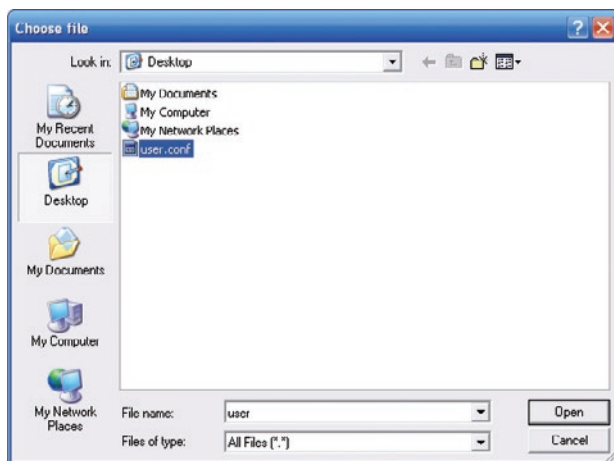 Choose file
Look in: Desktop
My Documents
My Computer
My Network Places
user.conf
My Recent
Documents
Desktop
My Documents
My Computer
My Network
Places
File name: user Open
Files of type: All Files (*.*) Cancel